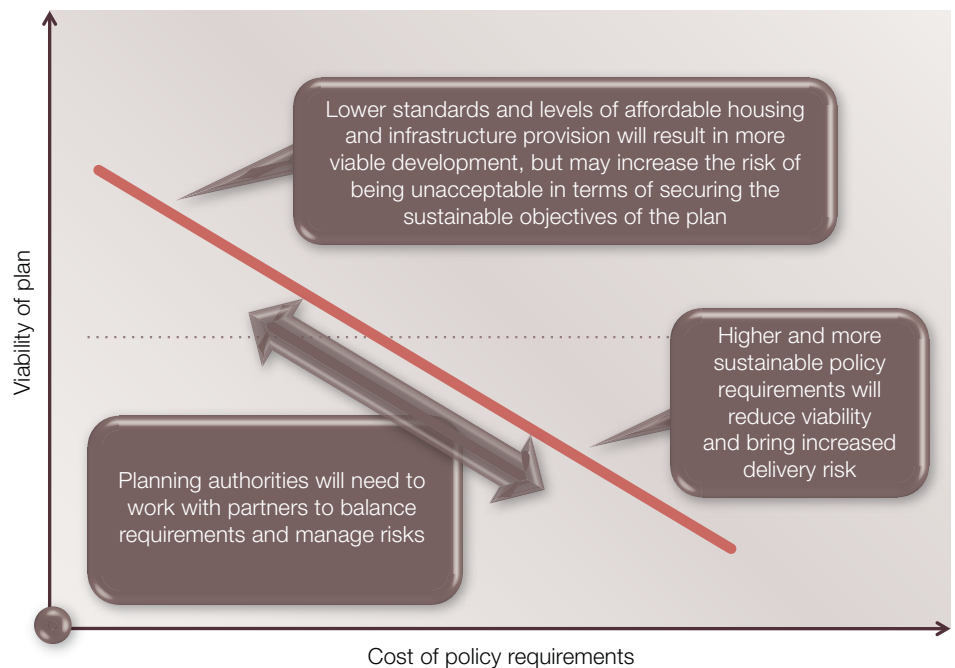 Lower standards and levels of affordable housing
and infrastructure provision will result in more
viable development, but may increase the risk of
being unacceptable in terms of securing the
sustainable objectives of the plan
Viability of plan
Higher and more
sustainable policy
requirements will
reduce viability
and bring increased
delivery risk
Planning authorities will need to
work with partners to balance
requirements and manage risks
Cost of policy requirements